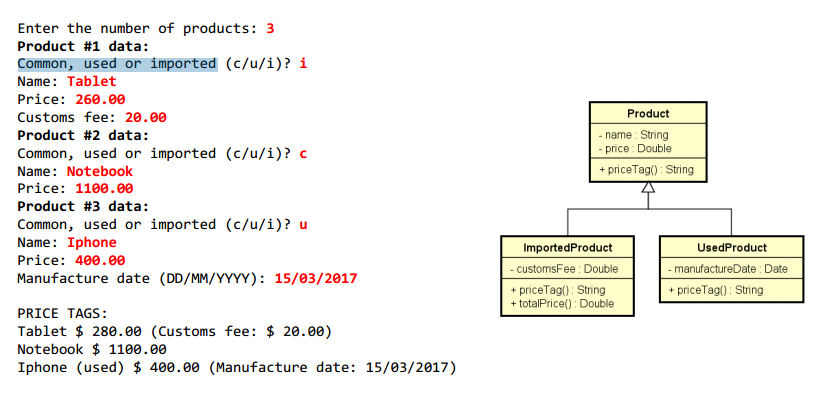 Enter the number of products: 3
Product #1 data:
Common, used or imported (c/u/i)? i
Name: Tablet
Price: 260.00
Customs fee: 20.00
Product #2 data:
Common, used or imported (c/u/i)? c
Name: Notebook
Price: 1100.00
Product #3 data:
Common, used or imported (c/u/i)? u
Name: Iphone
Price: 400.00
Manufacture date (DD/MM/YYYY): 15/03/2017
PRICE TAGS:
Tablet $ 280.00 (Customs fee: $ 20.00)
Notebook $ 1100.00
Iphone (used) $ 400.00 (Manufacture date: 15/03/2017)
Product
- name : String
- price : Double
+ priceTag() : String
ImportedProduct
- customsFee : Double
+ priceTag() : String
+ totalPrice() : Double
UsedProduct
- manufactureDate : Date
+ priceTag() : String